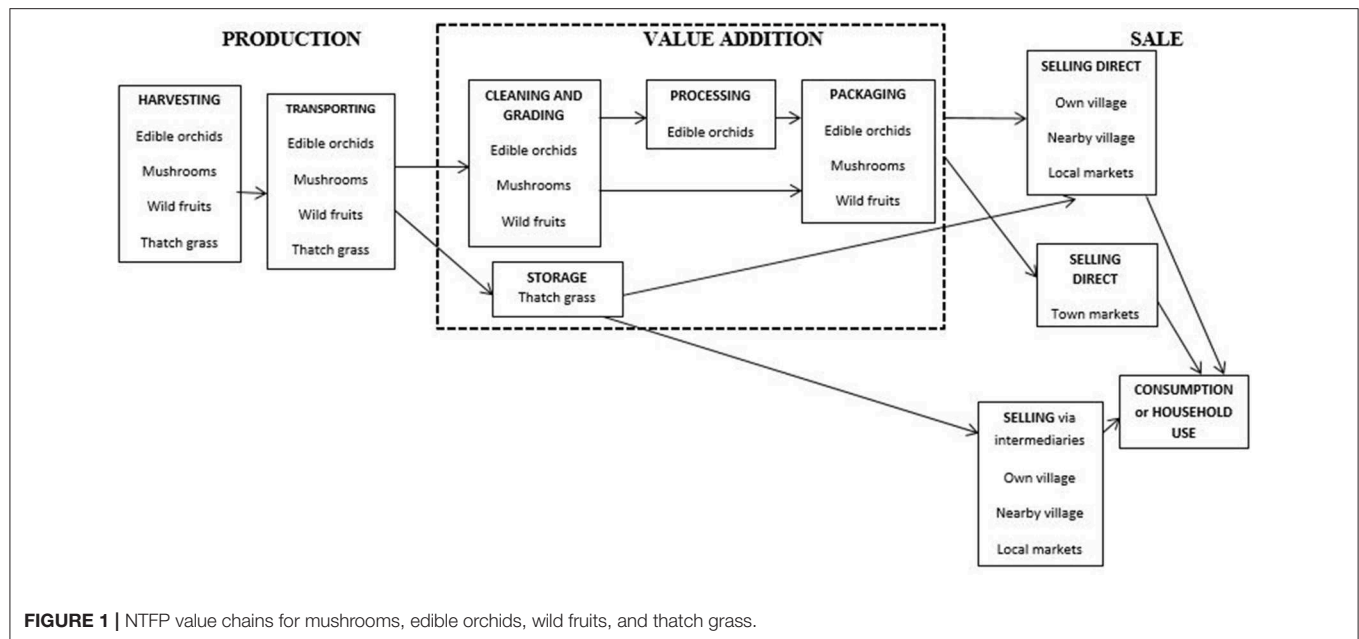 PRODUCTION
VALUE ADDITION
SALE
HARVESTING
Edible orchids
Mushrooms
Wild fruits
Thatch grass
TRANSPORTING
Edible orchids
Mushrooms
Wild fruits
Thatch grass
CLEANING AND
GRADING
Edible orchids
Mushrooms
Wild fruits
PROCESSING
Edible orchids
PACKAGING
Edible orchids
Mushrooms
Wild fruits
STORAGE
Thatch grass
SELLING DIRECT
Own village
Nearby village
Local markets
SELLING
DIRECT
Town markets
SELLING via
intermediaries
Own village
Nearby village
Local markets
CONSUMPTION
or HOUSEHOLD
USE
FIGURE 1 | NTFP value chains for mushrooms, edible orchids, wild fruits, and thatch grass.